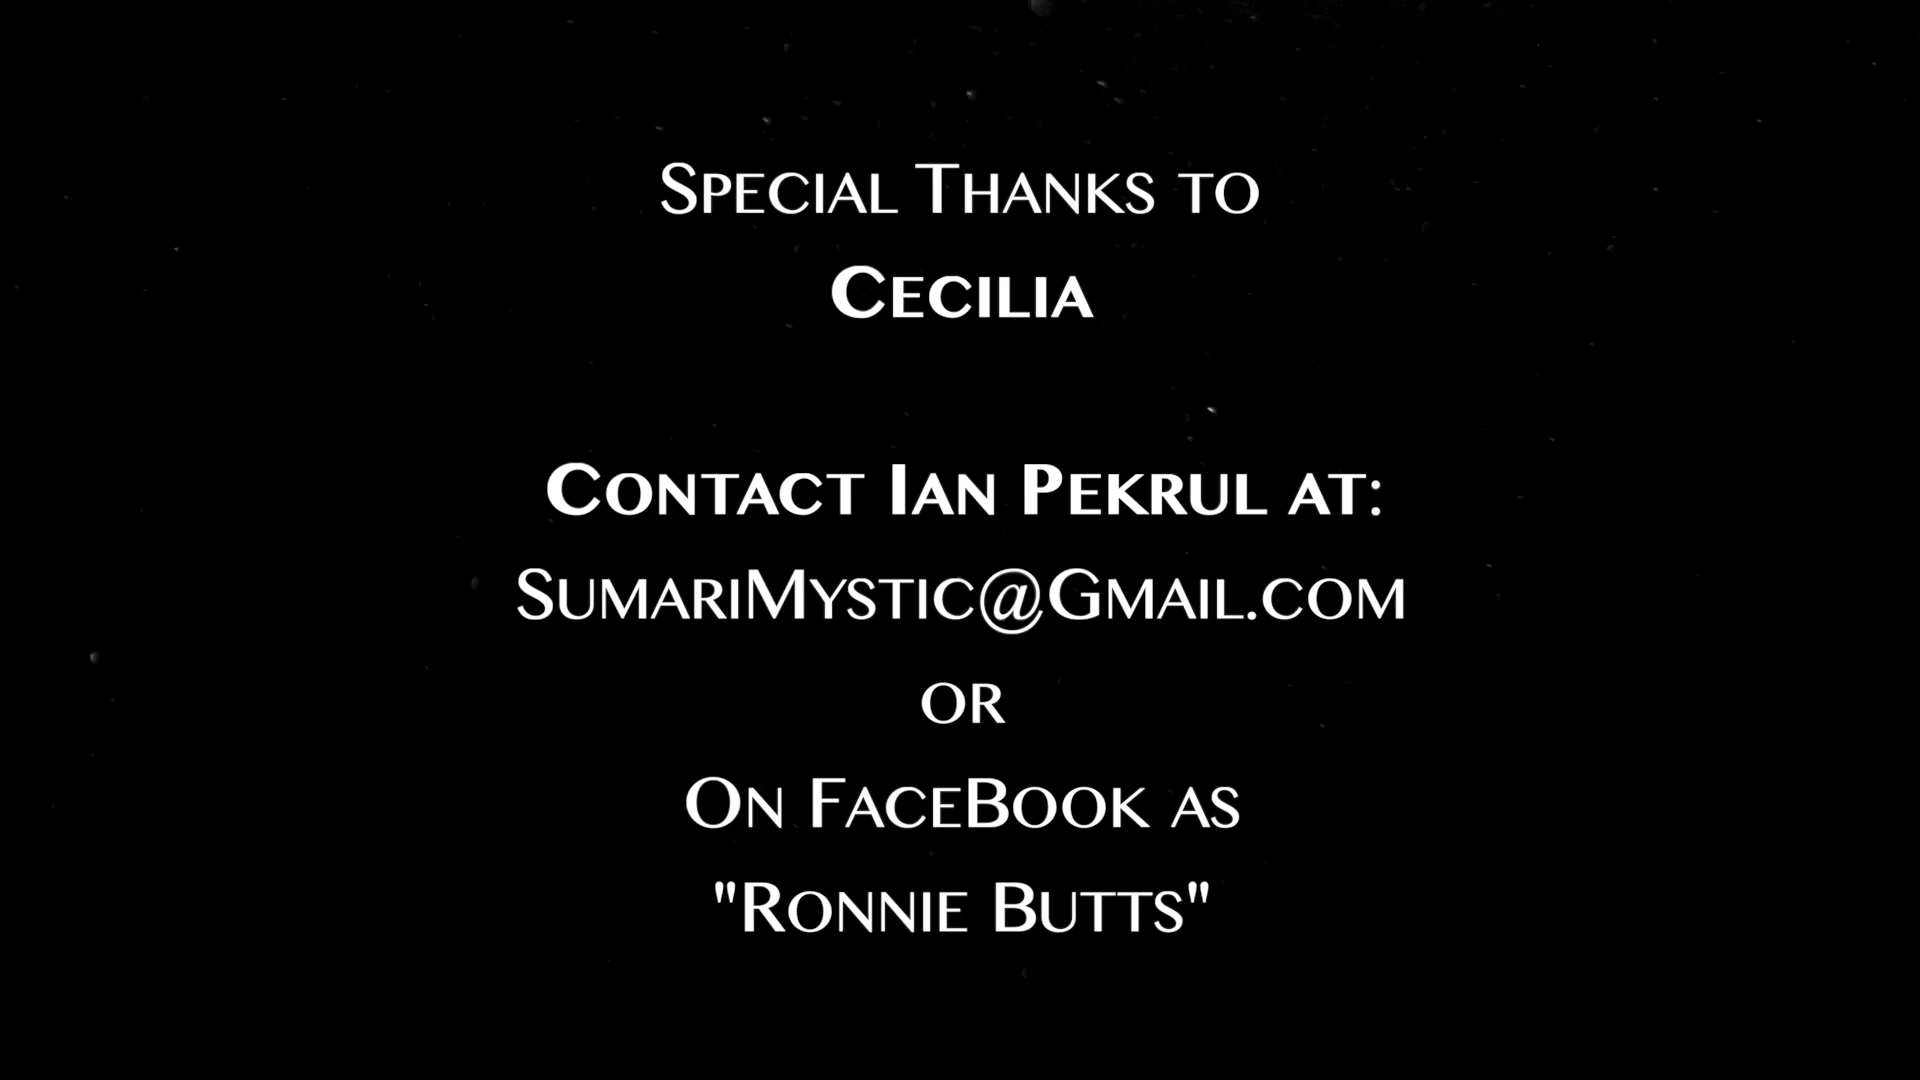 Special Thanks to
Cecilia
Contact Ian Pekrul at:
SumariMystic@Gmail.com
or
On FaceBook as
"Ronnie Butts"